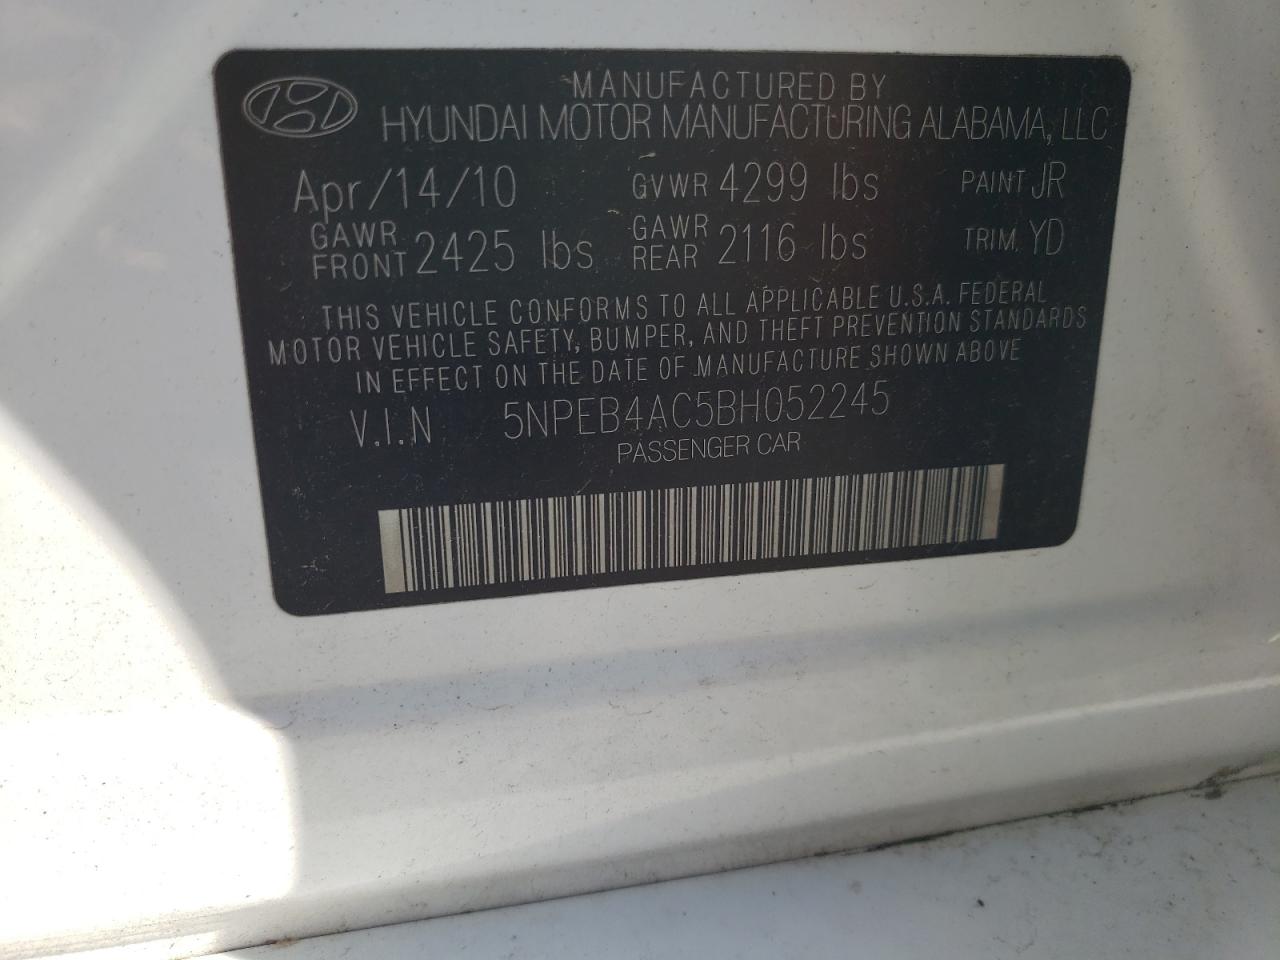 MANUFACTURED BY
HYUNDAI MOTOR MANUFACTURING ALABAMA, LLC
Apr/14/10 GVWR 4299 lbs PAINT JR
GAWR FRONT 2425 lbs GAWR REAR 2116 lbs TRIM YD
THIS VEHICLE CONFORMS TO ALL APPLICABLE U.S.A. FEDERAL
MOTOR VEHICLE SAFETY, BUMPER, AND THEFT PREVENTION STANDARDS
IN EFFECT ON THE DATE OF MANUFACTURE SHOWN ABOVE
V.I.N 5NPEB4AC5BH052245
PASSENGER CAR